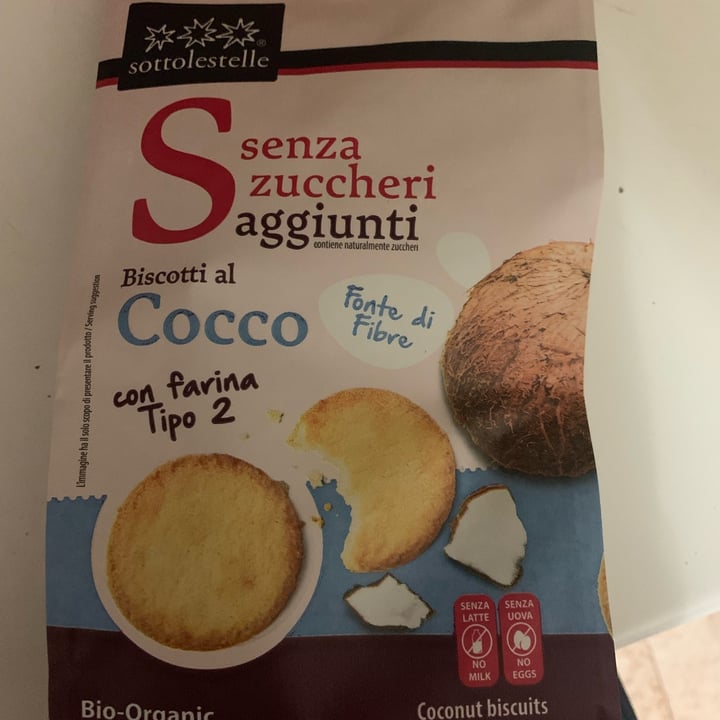 sottolestelle®
Ssenza
zuccheri
aggiunti
contiene naturalmente zuccheri
Biscotti al
Cocco
Fonte di
Fibre
con farina
Tipo 2
L'immagine ha il solo scopo di presentare il prodotto / Serving suggestion
SENZA
LATTE
NO
MILK
SENZA
UOVA
NO
EGGS
Bio-Organic
Coconut biscuits